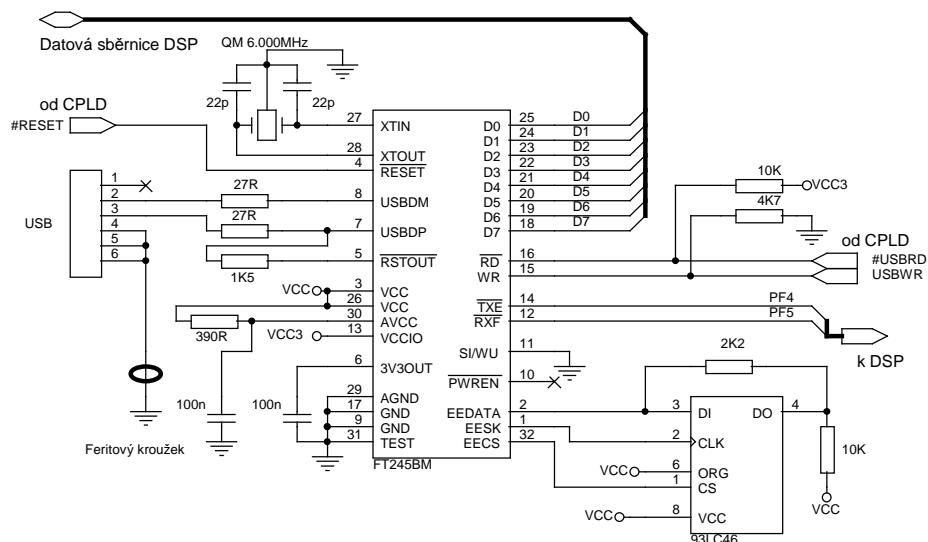 Datová sběrnice DSP
QM 6.000MHz
22p
22p
od CPLD
#RESET
27
XTIN
28
XTOUT
4
RESET
D0
25
D0
D1
24
D1
D2
23
D2
D3
22
D3
D4
21
D4
D5
20
D5
D6
19
D6
D7
18
D7
10K
VCC3
4K7
USB
1
2
3
4
5
6
27R
8
USBDM
27R
7
USBDP
1K5
5
RSTOUT
RD
16
WR
15
od CPLD
#USBRD
USBWR
VCC
3
VCC
26
VCC
390R
30
AVCC
VCC3
13
VCCIO
TXE
14
PF4
RXF
12
PF5
k DSP
6
3V3OUT
SI/WU
11
PWREN
10
2K2
100n
100n
29
AGND
17
GND
9
GND
31
TEST
EEDATA
2
EESK
1
EECS
32
FT245BM
Feritový kroužek
3
DI
DO
4
2
CLK
10K
VCC
6
ORG
1
CS
VCC
VCC
8
VCC
93LC46